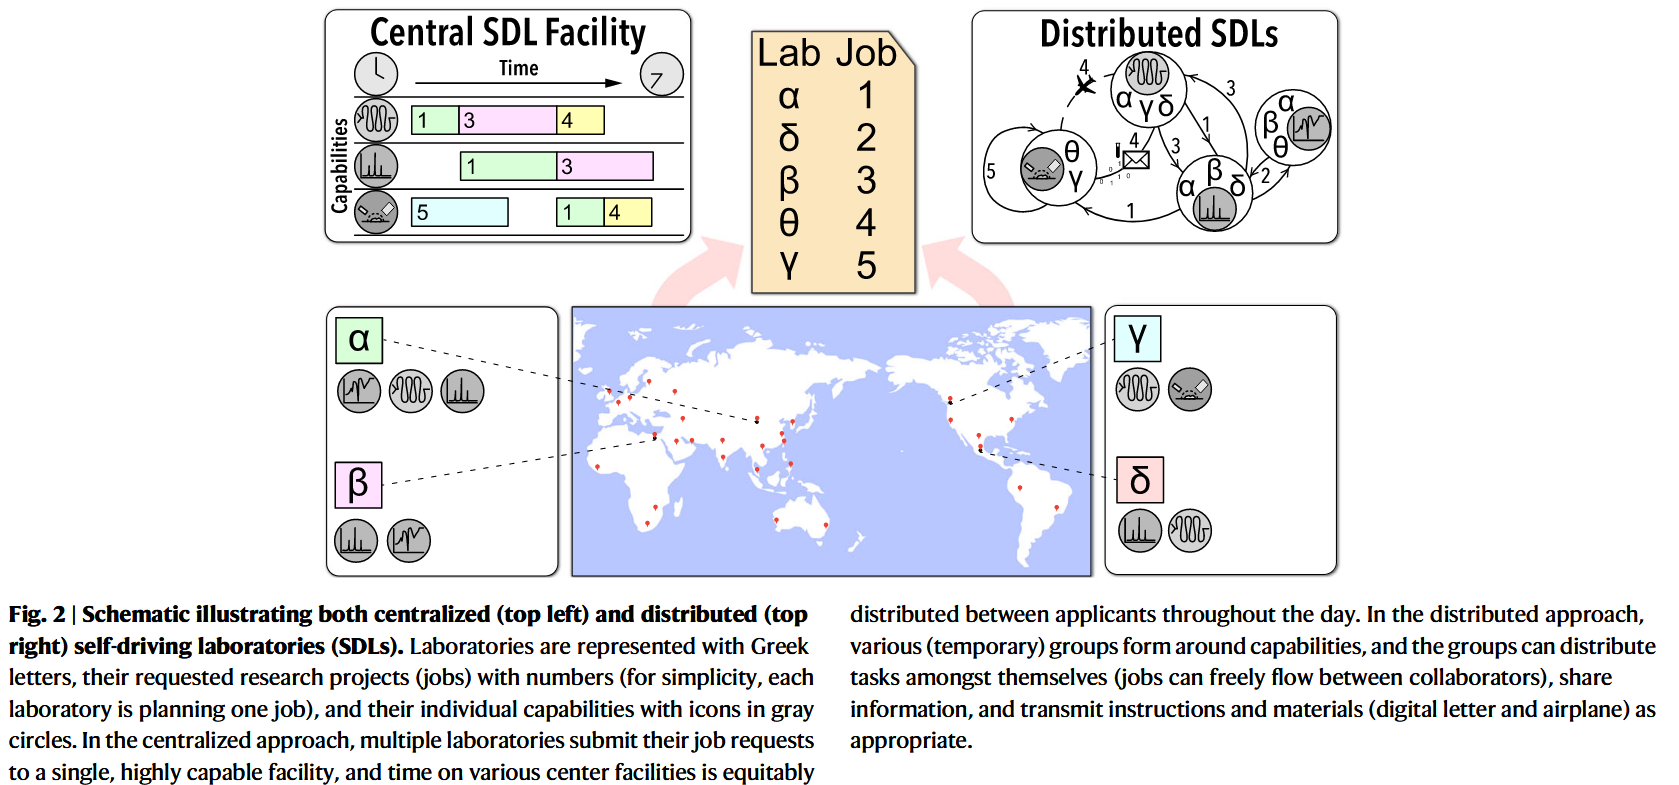 Central SDL Facility
Time
Capabilities
1 3 4
1 3
5 1 4
Lab Job
α 1
δ 2
β 3
θ 4
γ 5
Distributed SDLs
4
α γ δ
3
α
β
θ
1
3
4
θ
γ
5
β
α δ
2
1
α
β
γ
δ
Fig. 2 | Schematic illustrating both centralized (top left) and distributed (top
right) self-driving laboratories (SDLs). Laboratories are represented with Greek
letters, their requested research projects (jobs) with numbers (for simplicity, each
laboratory is planning one job), and their individual capabilities with icons in gray
circles. In the centralized approach, multiple laboratories submit their job requests
to a single, highly capable facility, and time on various center facilities is equitably
distributed between applicants throughout the day. In the distributed approach,
various (temporary) groups form around capabilities, and the groups can distribute
tasks amongst themselves (jobs can freely flow between collaborators), share
information, and transmit instructions and materials (digital letter and airplane) as
appropriate.